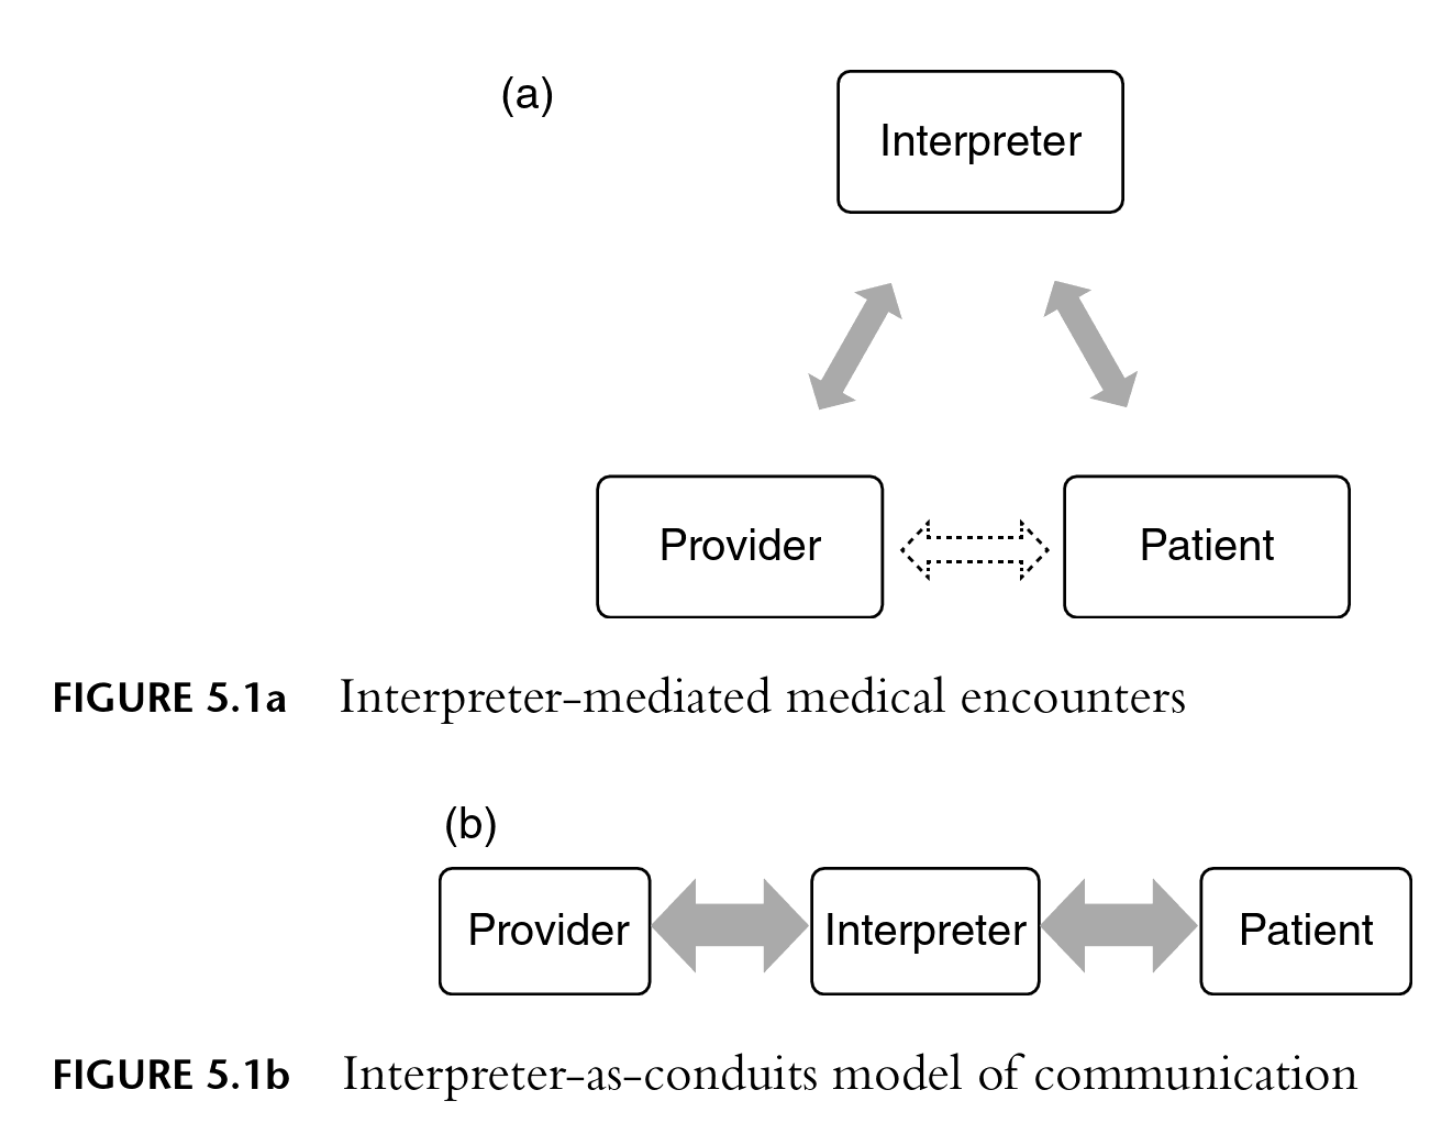 (a)
Interpreter
Provider
Patient
FIGURE 5.1a Interpreter-mediated medical encounters
(b)
Provider
Interpreter
Patient
FIGURE 5.1b Interpreter-as-conduits model of communication